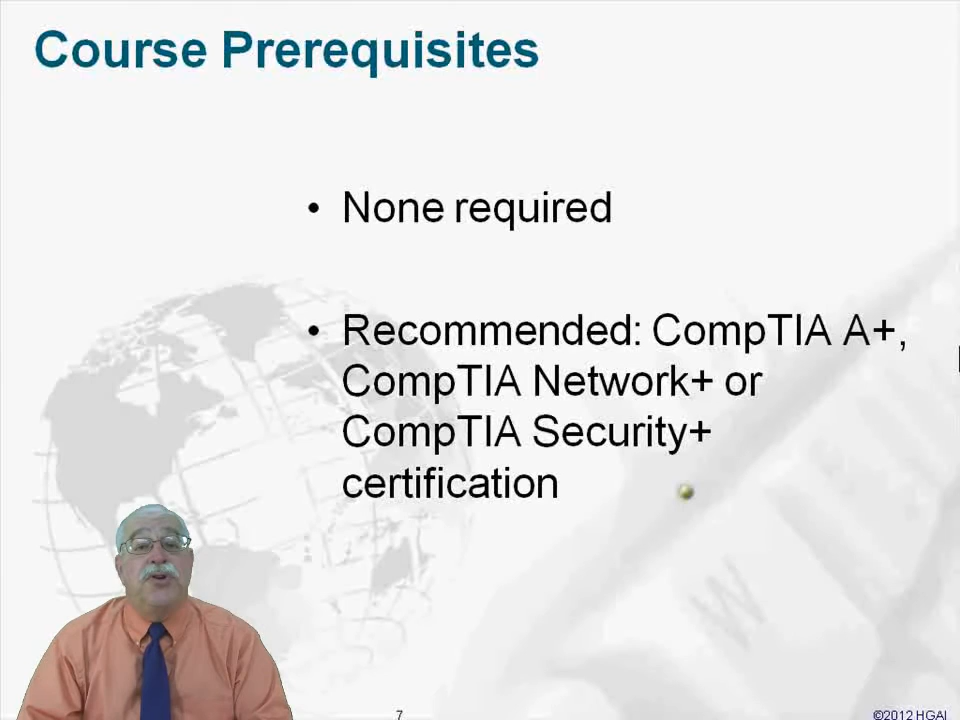 Course Prerequisites
• None required
• Recommended: CompTIA A+,
CompTIA Network+ or
CompTIA Security+
certification
W
7
©2012 HGAI